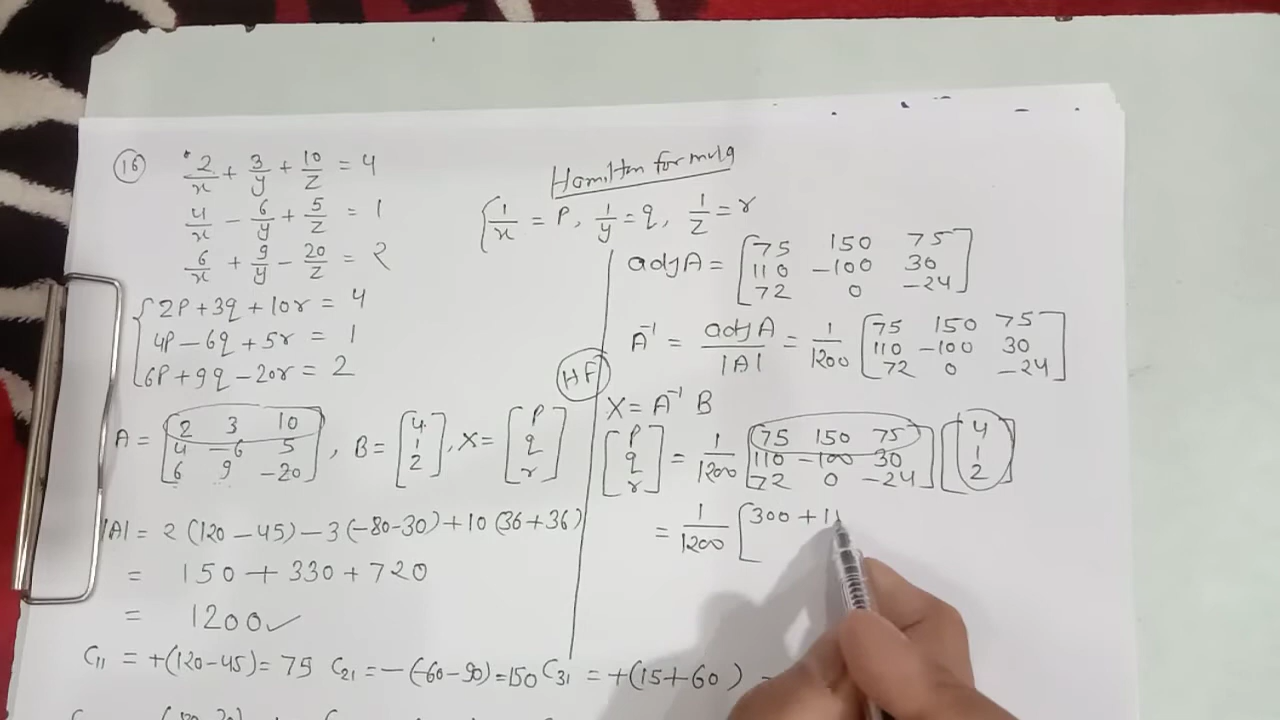 (16) 2/x + 3/y + 10/z = 4
4/x - 6/y + 5/z = 1
6/x + 9/y - 20/z = 2
{2P + 3q + 10r = 4
4P - 6q + 5r = 1
6P + 9q - 20r = 2
A = [2 3 10
4 -6 5
6 9 -20], B = [4
1
2], X = [P
q
r]
|A| = 2(120-45) - 3(-80-30) + 10(36+36)
= 150 + 330 + 720
= 1200 ✓
C11 = +(120-45) = 75 C21 = -(-60-90) = 150 C31 = +(15+60)
Hamilton formula
{1/x = P, 1/y = q, 1/z = r
adjA = [75 150 75
110 -100 30
72 0 -24]
A⁻¹ = adjA/|A| = 1/1200 [75 150 75
110 -100 30
72 0 -24]
HF
X = A⁻¹ B
[P
q
r] = 1/1200 [75 150 75
110 -100 30
72 0 -24] [4
1
2]
= 1/1200 [300 + 1